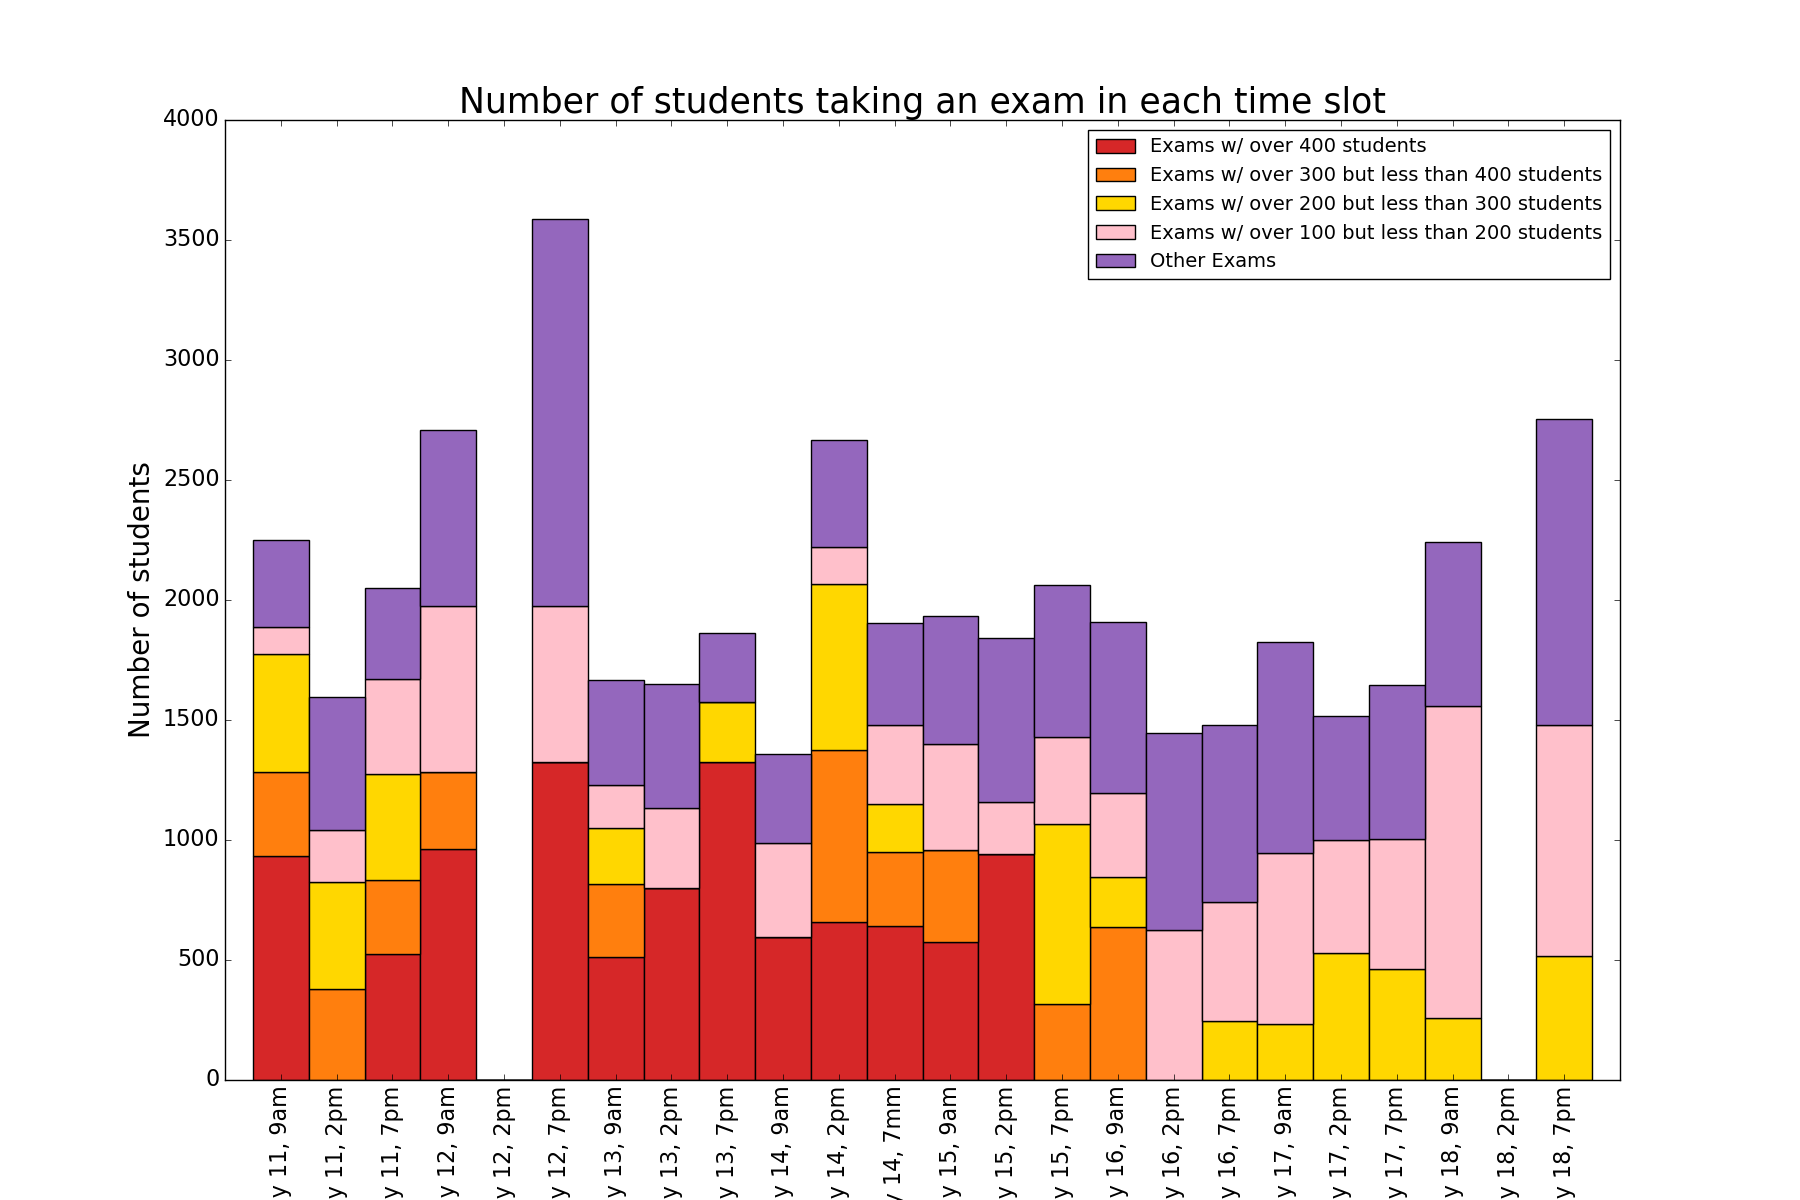 Number of students taking an exam in each time slot
Number of students
4000
3500
3000
2500
2000
1500
1000
500
0
Exams w/ over 400 students
Exams w/ over 300 but less than 400 students
Exams w/ over 200 but less than 300 students
Exams w/ over 100 but less than 200 students
Other Exams
y 11, 9am
y 11, 2pm
y 11, 7pm
y 12, 9am
y 12, 2pm
y 12, 7pm
y 13, 9am
y 13, 2pm
y 13, 7pm
y 14, 9am
y 14, 2pm
y 14, 7mm
y 15, 9am
y 15, 2pm
y 15, 7pm
y 16, 9am
y 16, 2pm
y 16, 7pm
y 17, 9am
y 17, 2pm
y 17, 7pm
y 18, 9am
y 18, 2pm
y 18, 7pm